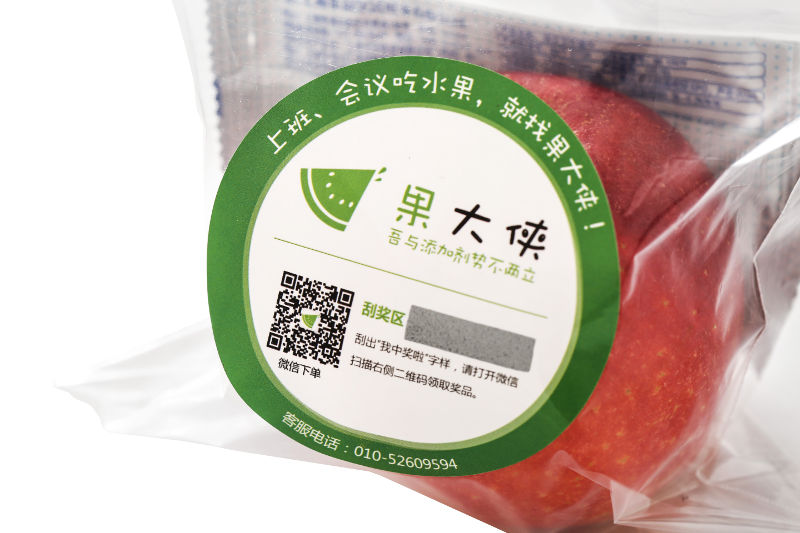 上班、会议吃水果，就找果大侠！
果大侠
吾与添加剂势不两立
刮奖区
刮出"我中奖啦"字样，请打开微信
扫描右侧二维码领取奖品。
微信下单
客服电话：010-52609594